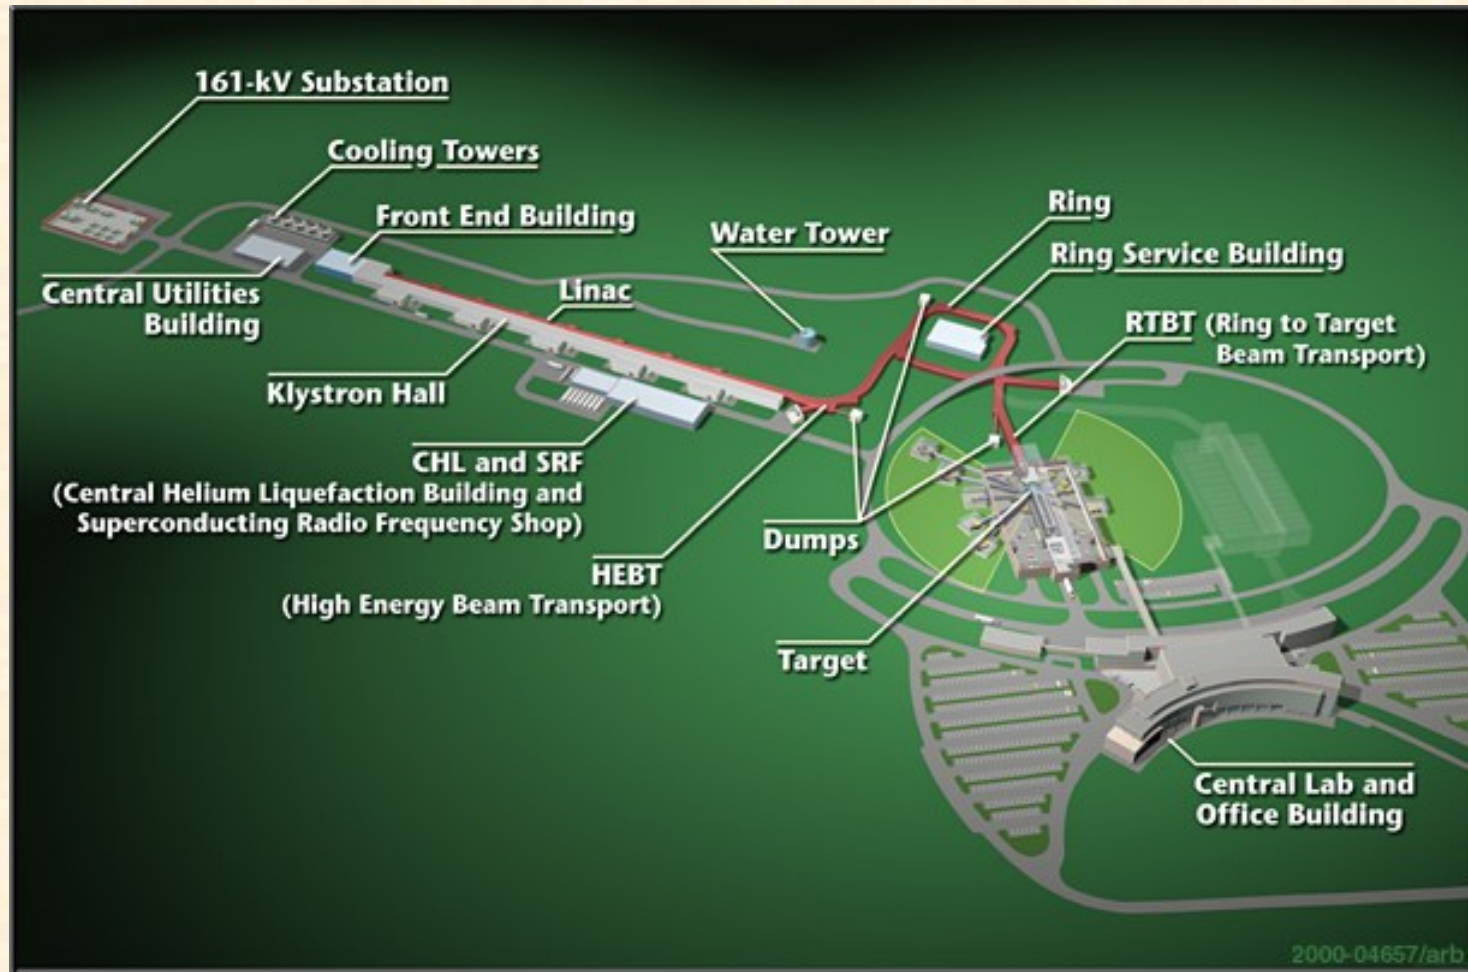 161-kV Substation
Cooling Towers
Front End Building
Water Tower
Ring
Ring Service Building
Central Utilities
Building
Linac
RTBT (Ring to Target
Beam Transport)
Klystron Hall
CHL and SRF
(Central Helium Liquefaction Building and
Superconducting Radio Frequency Shop)
Dumps
HEBT
(High Energy Beam Transport)
Target
Central Lab and
Office Building
2000-04657/arb